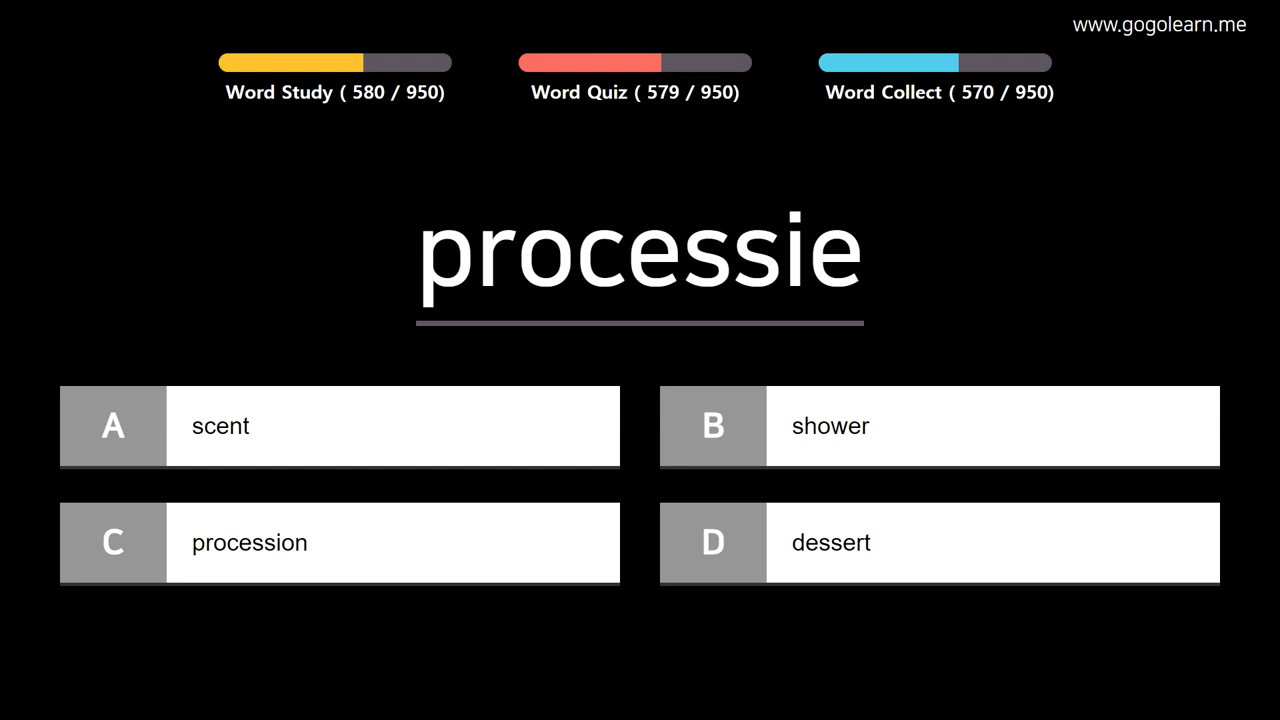 www.gogolearn.me
Word Study ( 580 / 950)
Word Quiz ( 579 / 950)
Word Collect ( 570 / 950)
processie
A scent
B shower
C procession
D dessert